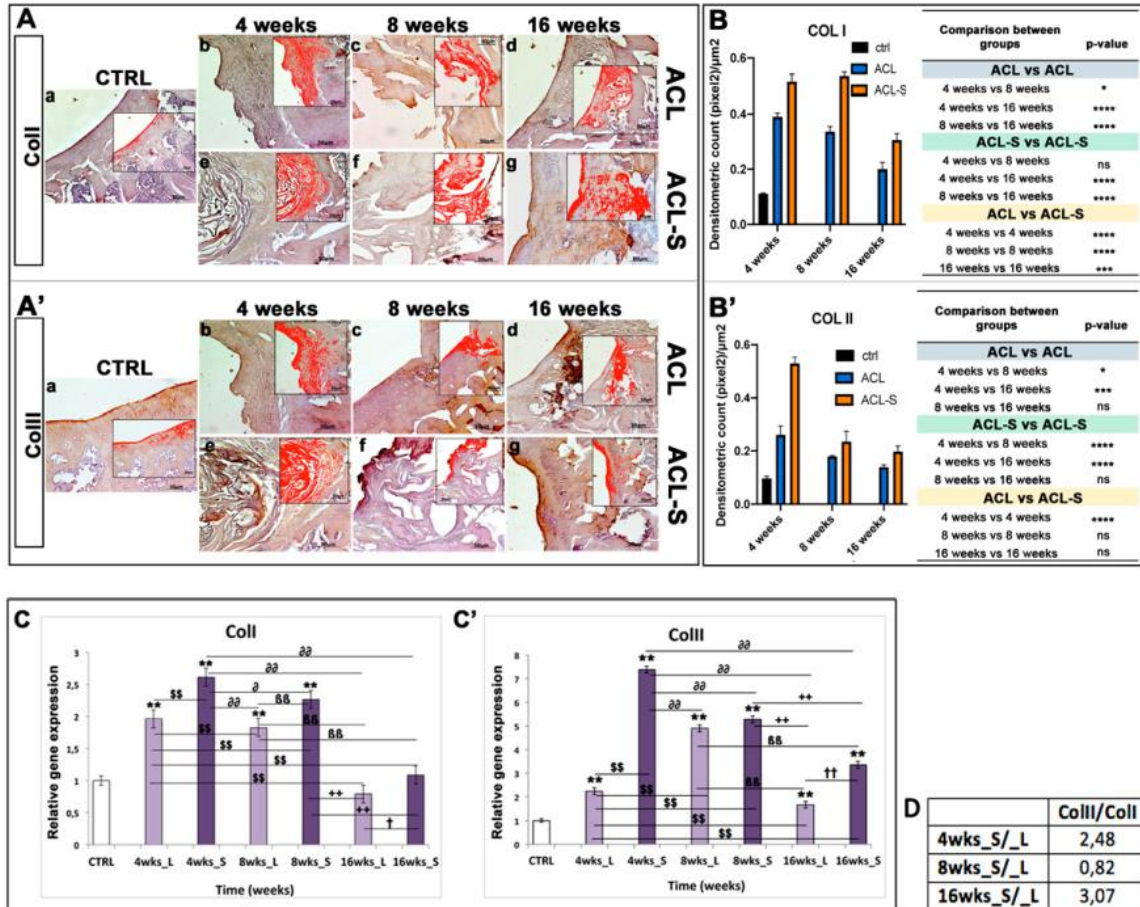 A
4 weeks
8 weeks
16 weeks
CTRL
ColI
a
b
c
d
ACL
e
f
g
ACL-S
A'
4 weeks
8 weeks
16 weeks
CTRL
ColII
a
b
c
d
ACL
e
f
g
ACL-S
B
COL I
Densitometric count (pixel2)/µm2
0.6
0.4
0.2
0.0
ctrl
ACL
ACL-S
4 weeks
8 weeks
16 weeks
Comparison between groups p-value
ACL vs ACL
4 weeks vs 8 weeks *
4 weeks vs 16 weeks ****
8 weeks vs 16 weeks ****
ACL-S vs ACL-S
4 weeks vs 8 weeks ns
4 weeks vs 16 weeks ****
8 weeks vs 16 weeks ****
ACL vs ACL-S
4 weeks vs 4 weeks ****
8 weeks vs 8 weeks ****
16 weeks vs 16 weeks ***
B'
COL II
Densitometric count (pixel2)/µm2
0.6
0.4
0.2
0.0
ctrl
ACL
ACL-S
4 weeks
8 weeks
16 weeks
Comparison between groups p-value
ACL vs ACL
4 weeks vs 8 weeks *
4 weeks vs 16 weeks ***
8 weeks vs 16 weeks ns
ACL-S vs ACL-S
4 weeks vs 8 weeks ****
4 weeks vs 16 weeks ****
8 weeks vs 16 weeks ns
ACL vs ACL-S
4 weeks vs 4 weeks ****
8 weeks vs 8 weeks ns
16 weeks vs 16 weeks ns
C
ColI
Relative gene expression
3
2,5
2
1,5
1
0,5
0
∂∂
** ∂∂
** $$ ∂ **
∂∂ ** ßß
ßß
$$
$$ ßß
$$
$$ ++
++
†
CTRL 4wks_L 4wks_S 8wks_L 8wks_S 16wks_L 16wks_S
Time (weeks)
C'
ColII
Relative gene expression
8
7
6
5
4
3
2
1
0
** ∂∂
∂∂
∂∂
∂∂ ** ** ++
++
ßß
**
** $$ ßß ††
$$ **
$$
$$
CTRL 4wks_L 4wks_S 8wks_L 8wks_S 16wks_L 16wks_S
Time (weeks)
D
ColII/ColI
4wks_S/_L 2,48
8wks_S/_L 0,82
16wks_S/_L 3,07